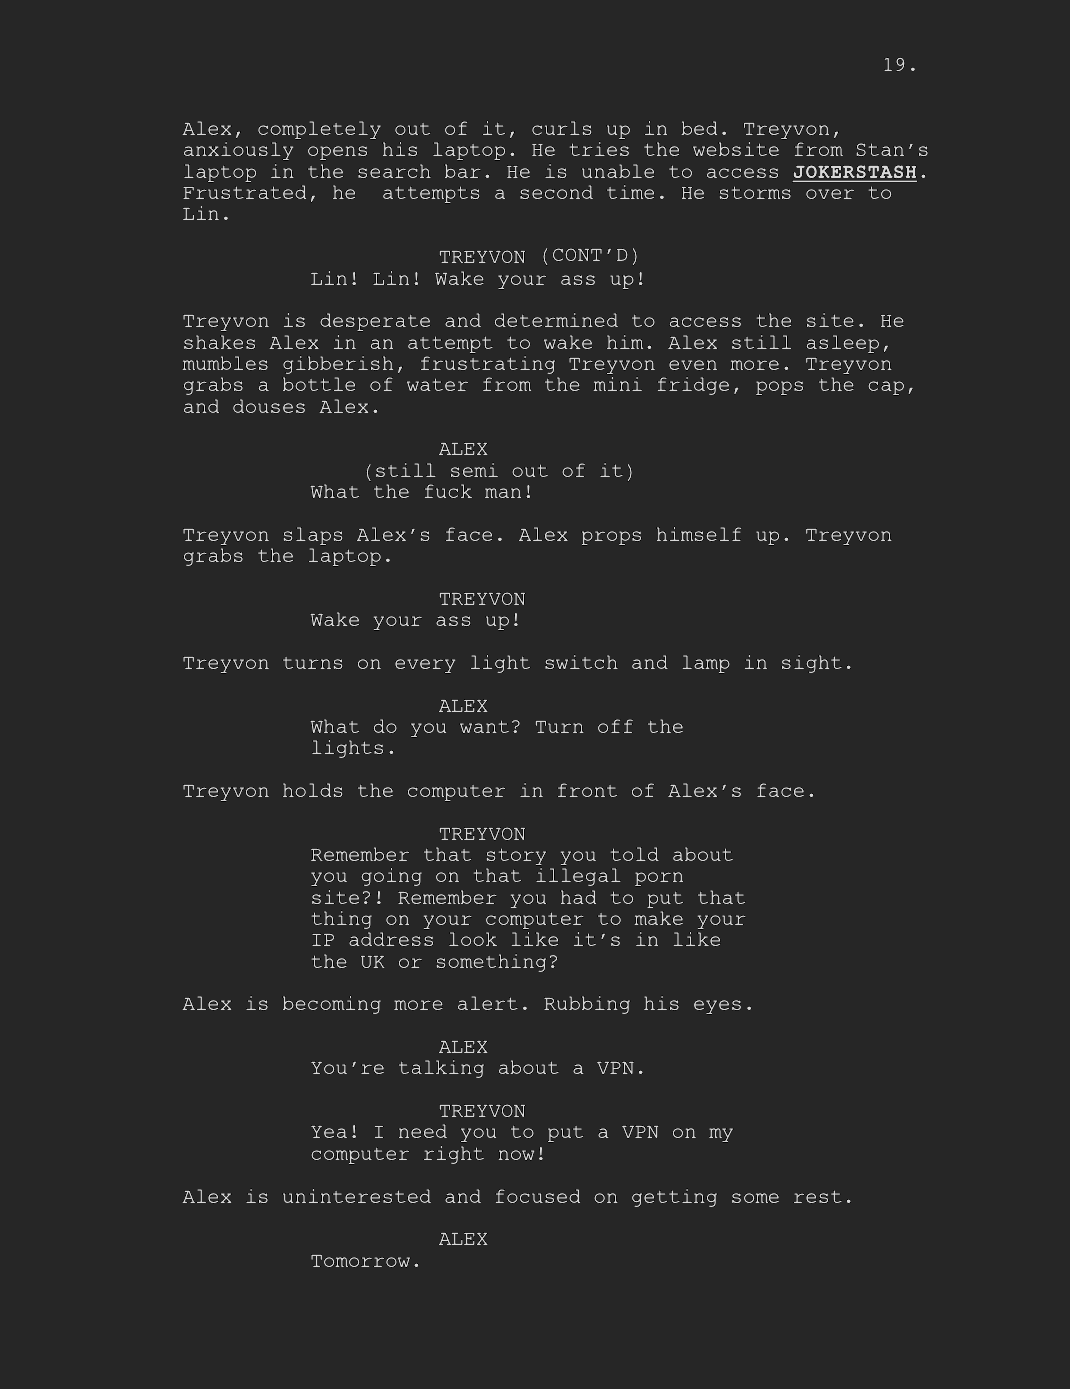 19.
Alex, completely out of it, curls up in bed. Treyvon,
anxiously opens his laptop. He tries the website from Stan’s
laptop in the search bar. He is unable to access JOKERSTASH.
Frustrated, he  attempts a second time. He storms over to
Lin.
TREYVON (CONT’D)
Lin! Lin! Wake your ass up!
Treyvon is desperate and determined to access the site. He
shakes Alex in an attempt to wake him. Alex still asleep,
mumbles gibberish, frustrating Treyvon even more. Treyvon
grabs a bottle of water from the mini fridge, pops the cap,
and douses Alex.
ALEX
(still semi out of it)
What the fuck man!
Treyvon slaps Alex’s face. Alex props himself up. Treyvon
grabs the laptop.
TREYVON
Wake your ass up!
Treyvon turns on every light switch and lamp in sight.
ALEX
What do you want? Turn off the
lights.
Treyvon holds the computer in front of Alex’s face.
TREYVON
Remember that story you told about
you going on that illegal porn
site?! Remember you had to put that
thing on your computer to make your
IP address look like it’s in like
the UK or something?
Alex is becoming more alert. Rubbing his eyes.
ALEX
You’re talking about a VPN.
TREYVON
Yea! I need you to put a VPN on my
computer right now!
Alex is uninterested and focused on getting some rest.
ALEX
Tomorrow.